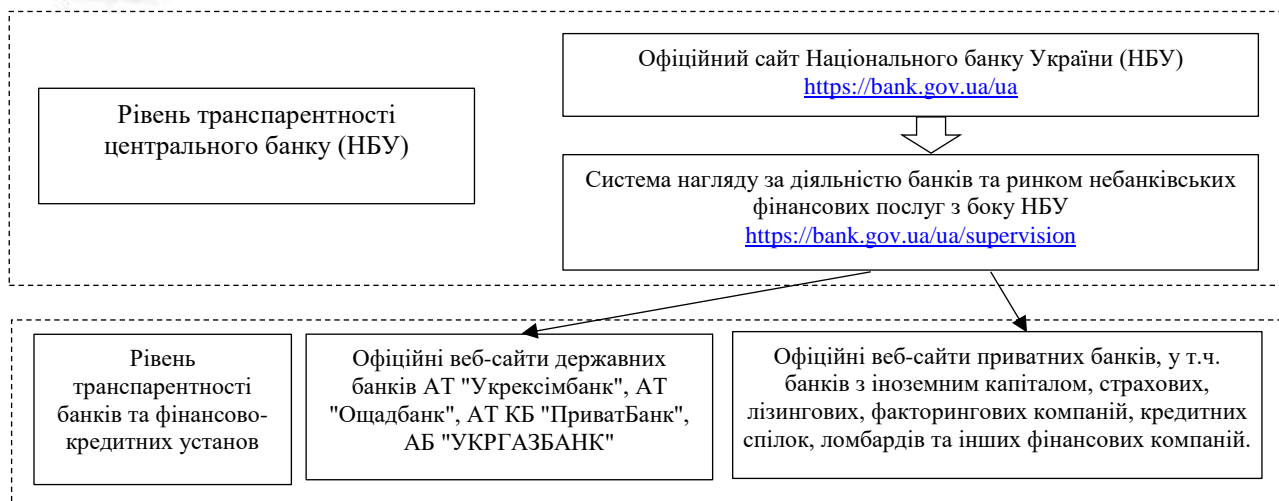 Рівень транспарентності
центрального банку (НБУ)
Офіційний сайт Національного банку України (НБУ)
https://bank.gov.ua/ua
Система нагляду за діяльністю банків та ринком небанківських
фінансових послуг з боку НБУ
https://bank.gov.ua/ua/supervision
Рівень
транспарентності
банків та фінансово-
кредитних установ
Офіційні веб-сайти державних
банків АТ "Укрексімбанк", АТ
"Ощадбанк", АТ КБ "ПриватБанк",
АБ "УКРГАЗБАНК"
Офіційні веб-сайти приватних банків, у т.ч.
банків з іноземним капіталом, страхових,
лізингових, факторингових компаній, кредитних
спілок, ломбардів та інших фінансових компаній.